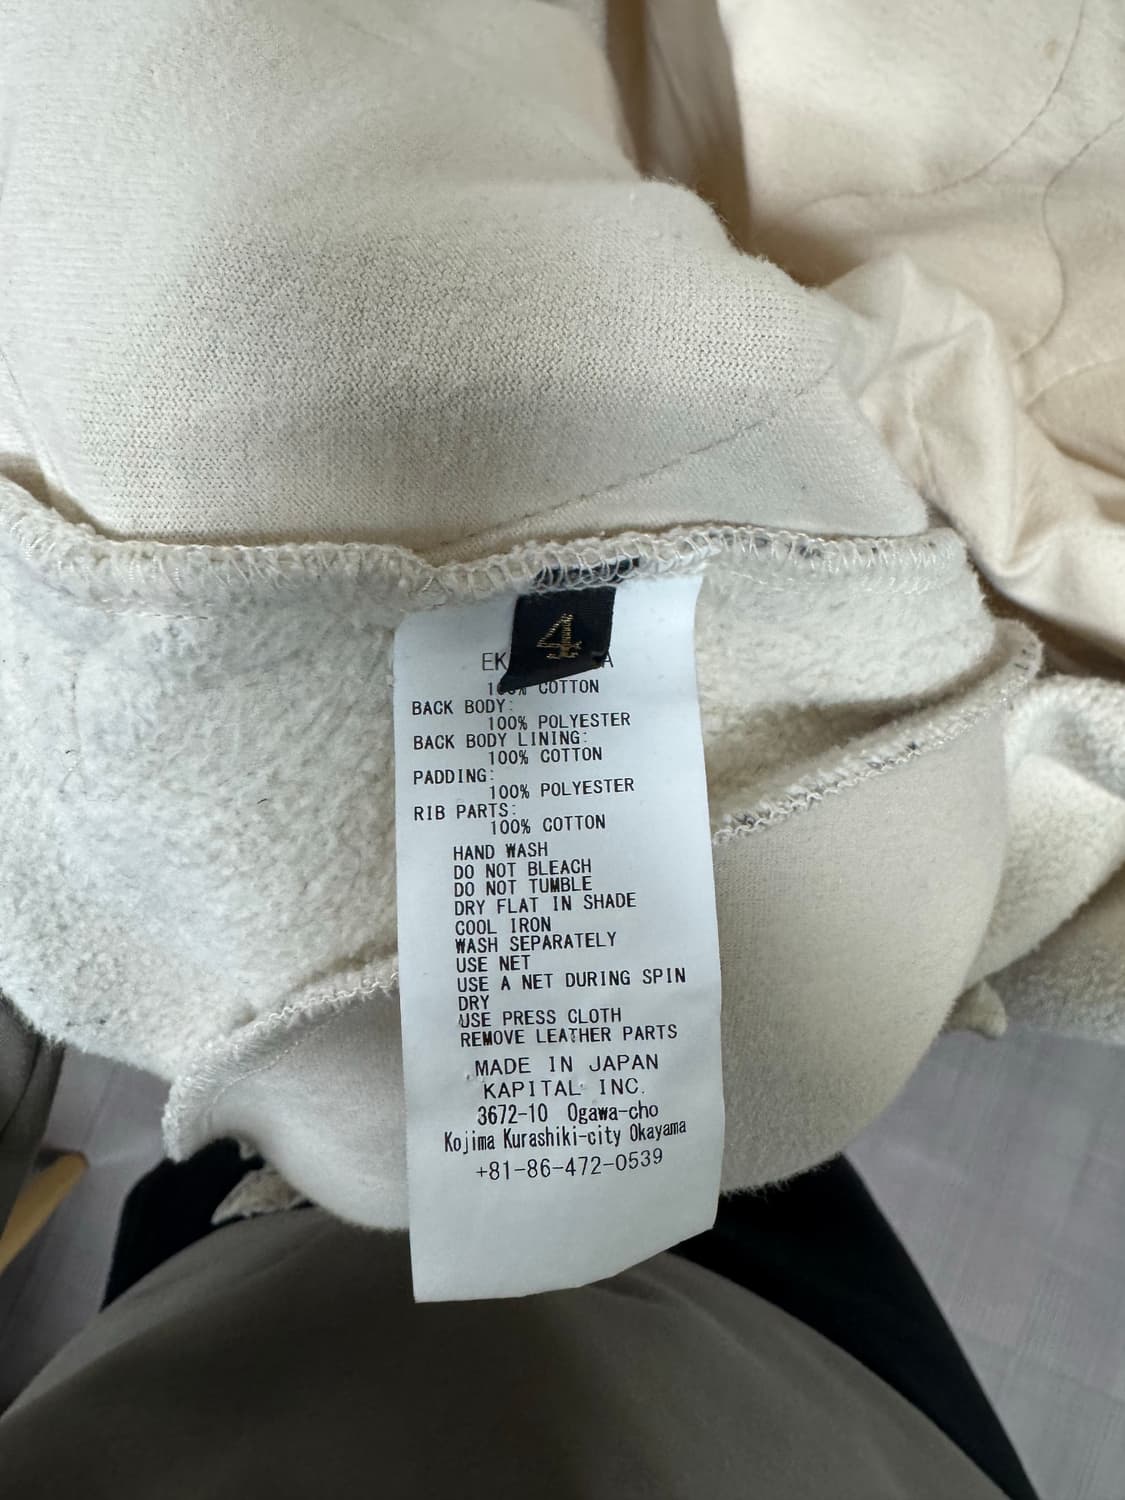 4
COTTON
BACK BODY:
100% POLYESTER
BACK BODY LINING:
100% COTTON
PADDING:
100% POLYESTER
RIB PARTS:
100% COTTON
HAND WASH
DO NOT BLEACH
DO NOT TUMBLE
DRY FLAT IN SHADE
COOL IRON
WASH SEPARATELY
USE NET
USE A NET DURING SPIN
DRY
USE PRESS CLOTH
REMOVE LEATHER PARTS
MADE IN JAPAN
KAPITAL INC.
3672-10 Ogawa-cho
Kojima Kurashiki-city Okayama
+81-86-472-0539